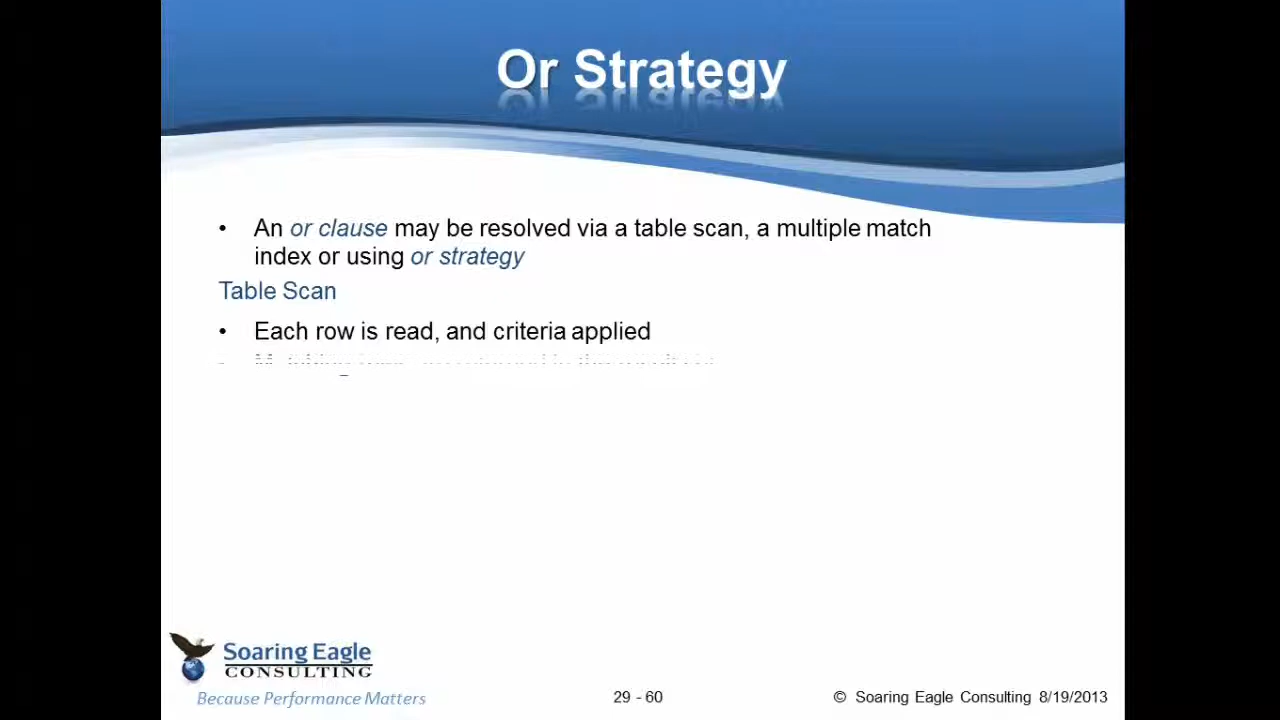 Or Strategy
• An or clause may be resolved via a table scan, a multiple match
index or using or strategy
Table Scan
• Each row is read, and criteria applied
Soaring Eagle
CONSULTING
Because Performance Matters
29 - 60
© Soaring Eagle Consulting 8/19/2013